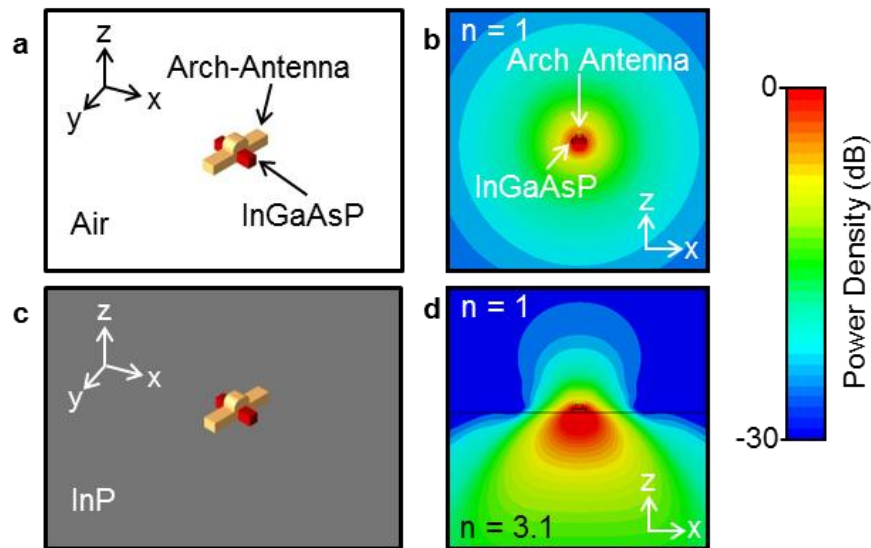 a
z
Arch-Antenna
x
y
InGaAsP
Air
b
n = 1
Arch Antenna
InGaAsP
z
x
0
Power Density (dB)
-30
c
z
x
y
InP
d
n = 1
z
n = 3.1
x